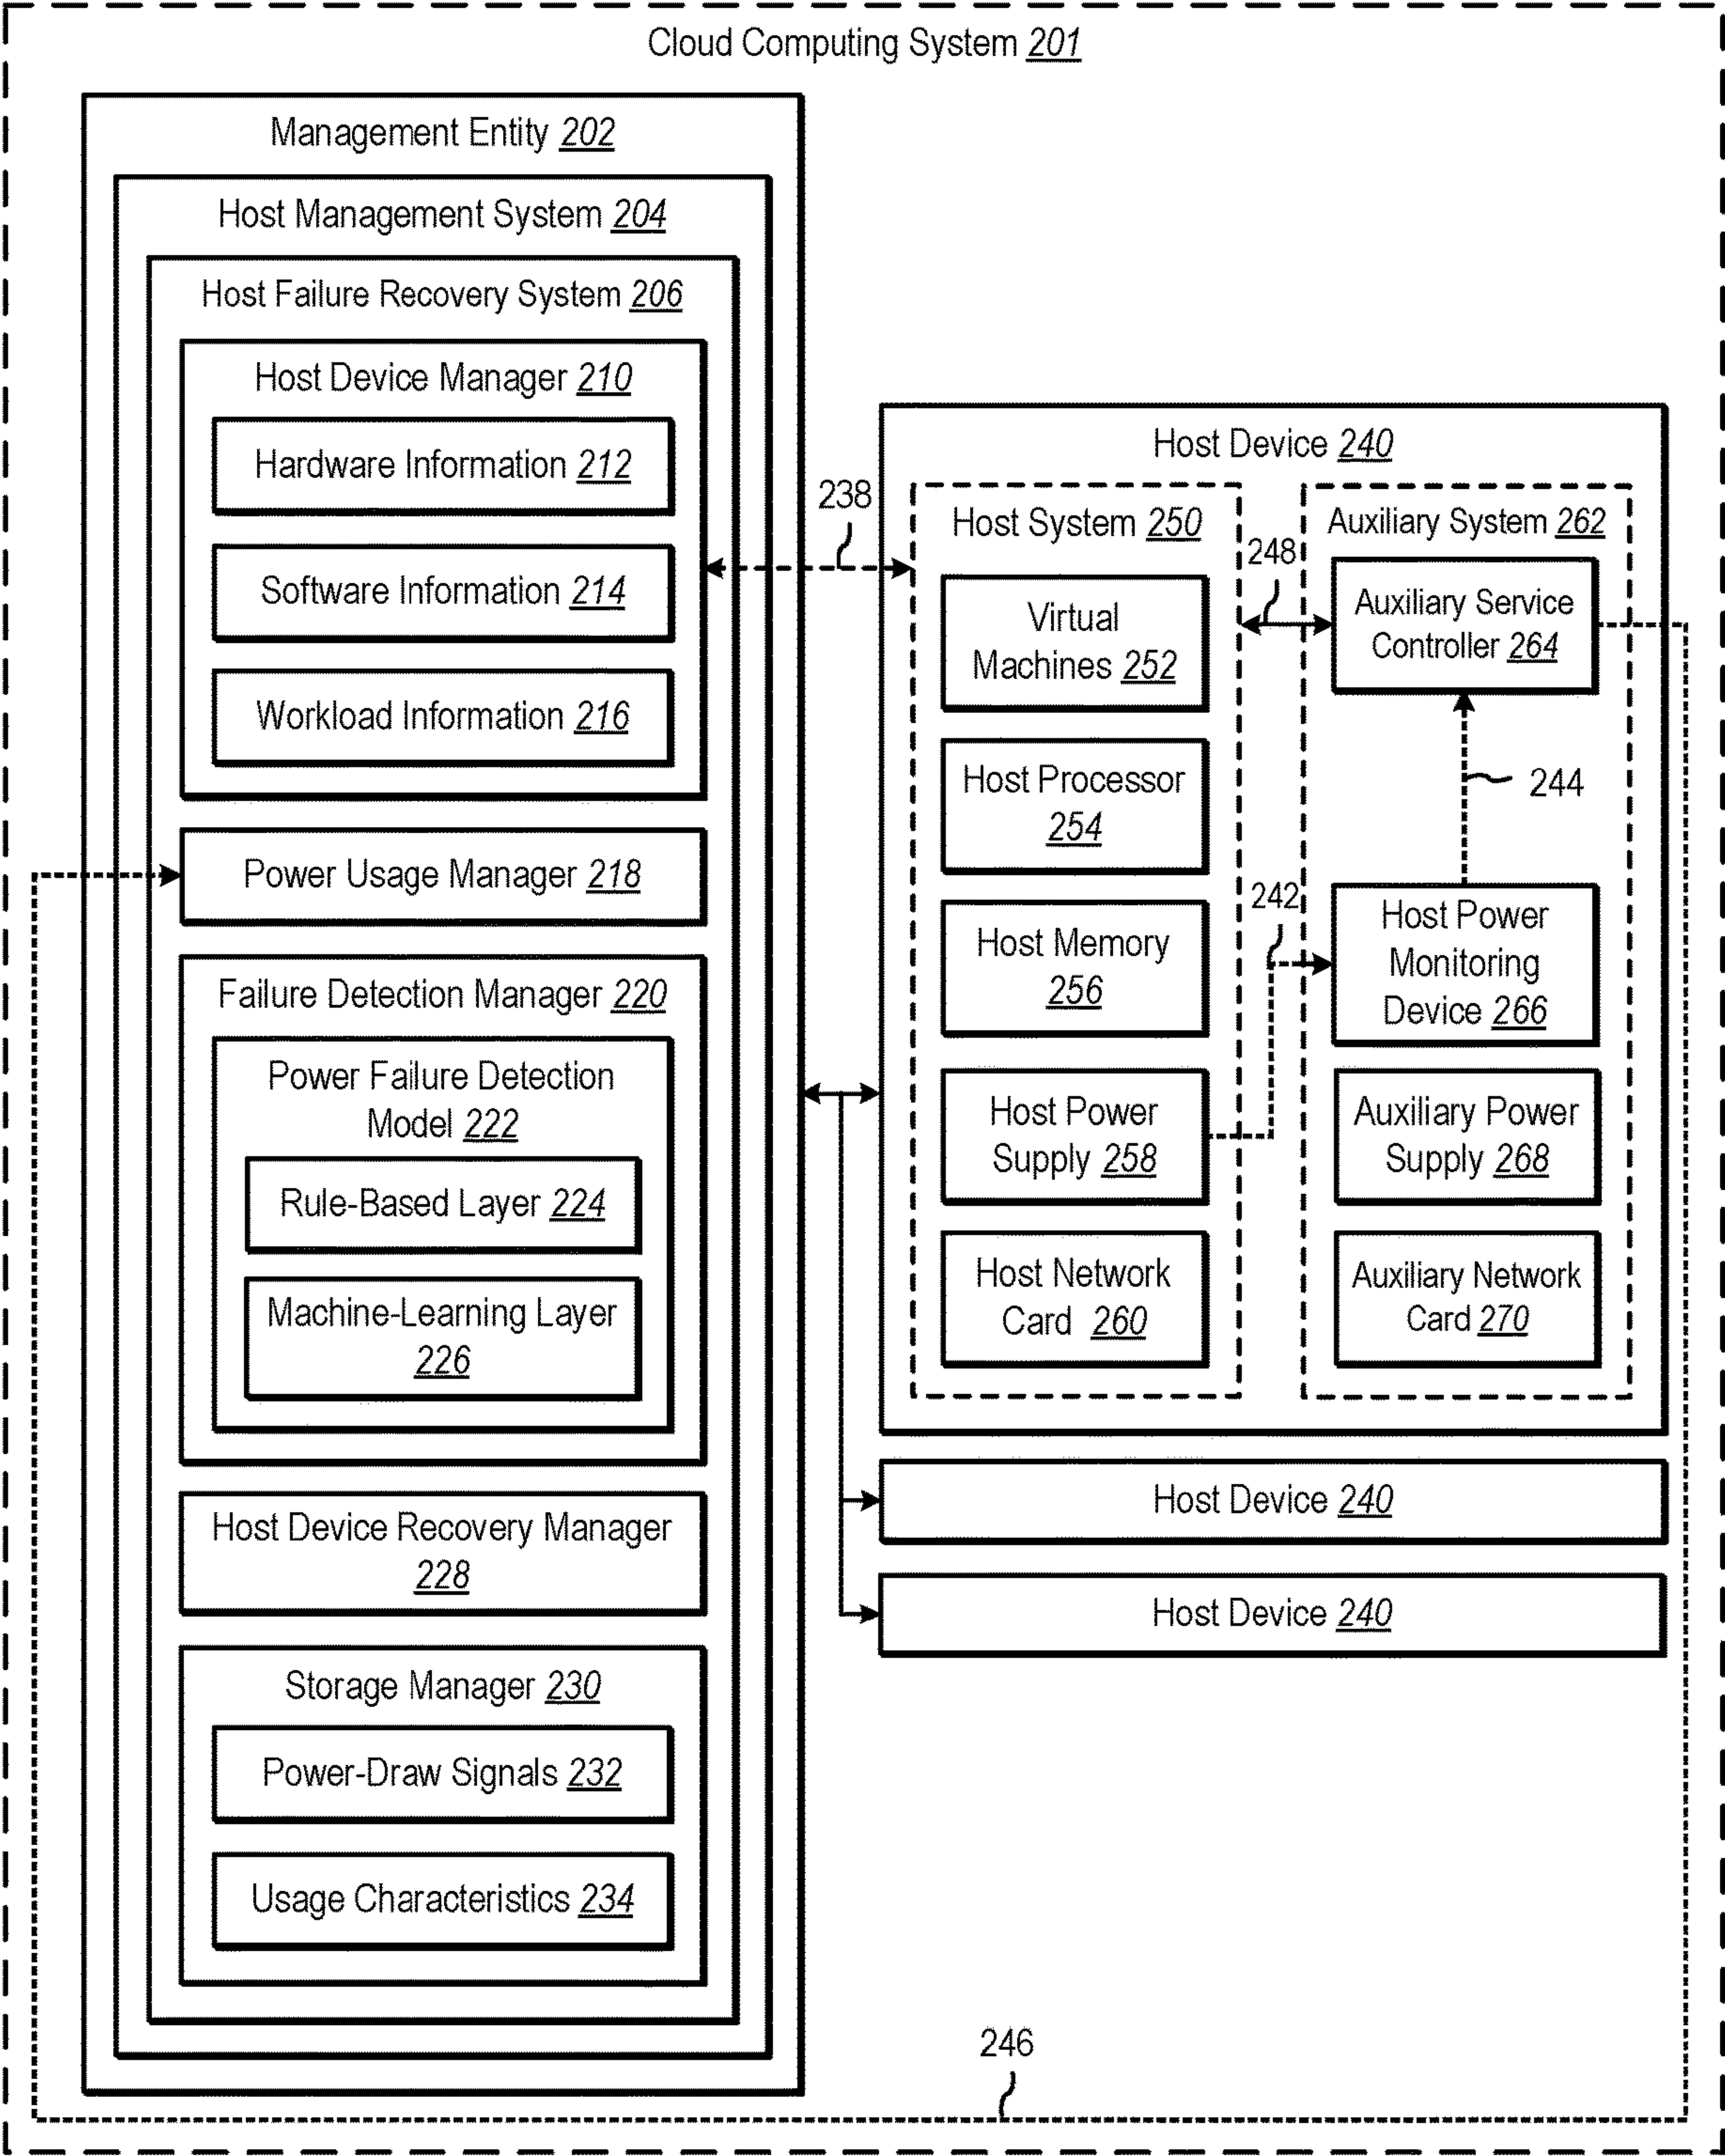 Cloud Computing System 201
Management Entity 202
Host Management System 204
Host Failure Recovery System 206
Host Device Manager 210
Hardware Information 212
Software Information 214
Workload Information 216
Power Usage Manager 218
Failure Detection Manager 220
Power Failure Detection
Model 222
Rule-Based Layer 224
Machine-Learning Layer
226
Host Device Recovery Manager
228
Storage Manager 230
Power-Draw Signals 232
Usage Characteristics 234
238
Host Device 240
Host System 250
Virtual
Machines 252
Host Processor
254
Host Memory
256
Host Power
Supply 258
Host Network
Card 260
248
242
Auxiliary System 262
Auxiliary Service
Controller 264
244
Host Power
Monitoring
Device 266
Auxiliary Power
Supply 268
Auxiliary Network
Card 270
Host Device 240
Host Device 240
246